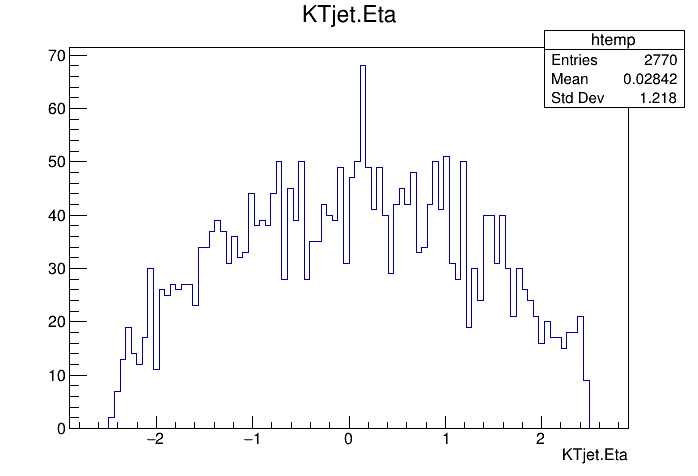 KTjet.Eta
htemp
Entries 2770
Mean 0.02842
Std Dev 1.218
70
60
50
40
30
20
10
0
−2 −1 0 1 2
KTjet.Eta